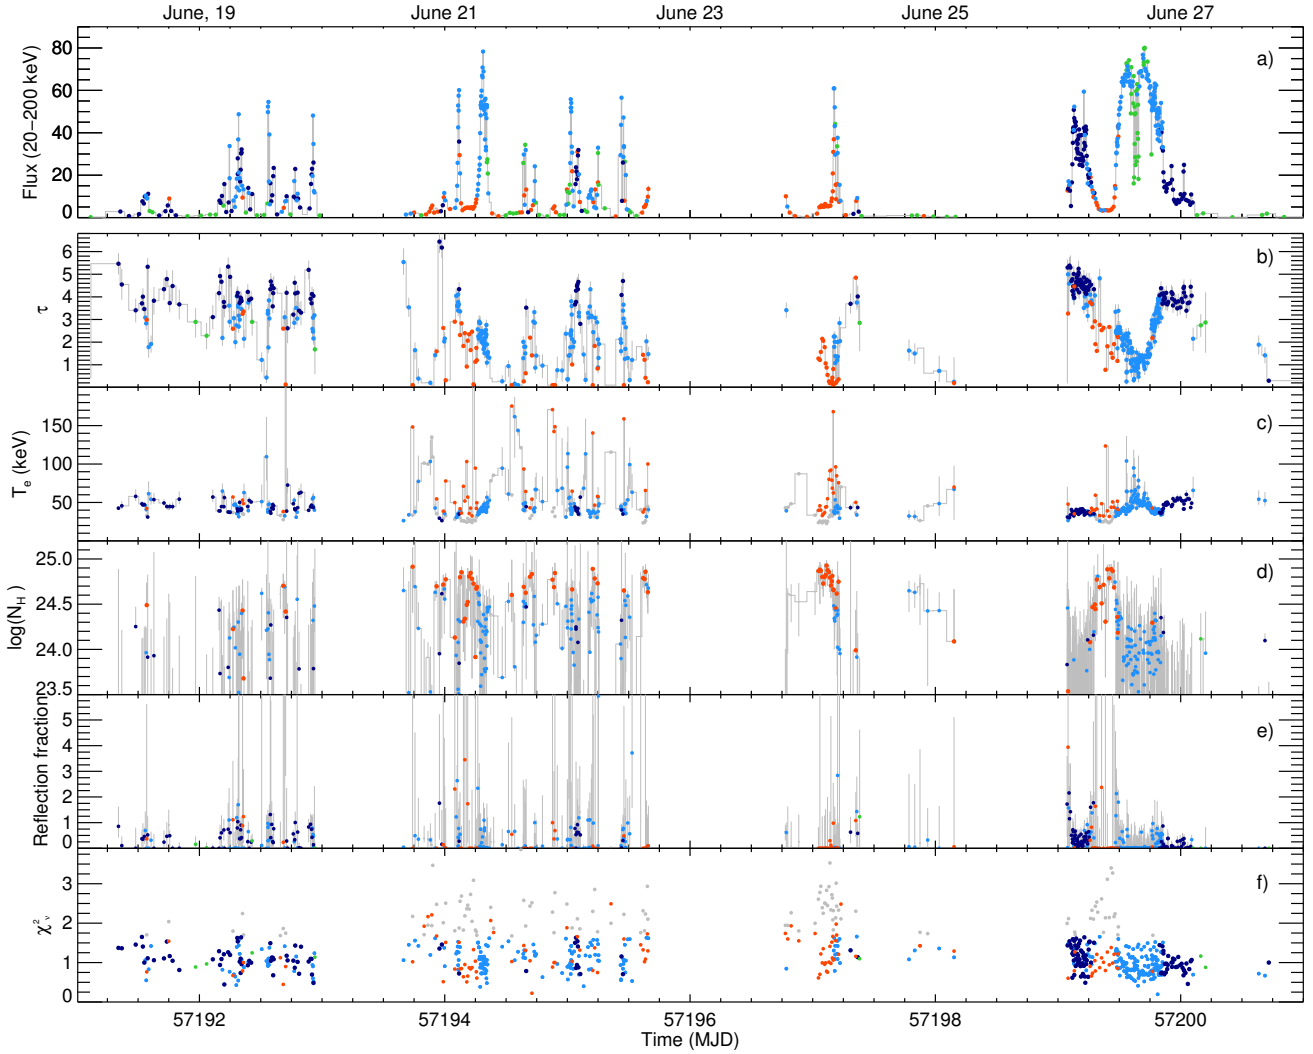 June, 19 June 21 June 23 June 25 June 27
a)
Flux (20-200 keV)
80
60
40
20
0
b)
τ
6
5
4
3
2
1
c)
T_e (keV)
150
100
50
d)
log(N_H)
25.0
24.5
24.0
23.5
e)
Reflection fraction
5
4
3
2
1
0
f)
χ²_ν
3
2
1
0
57192 57194 57196 57198 57200
Time (MJD)